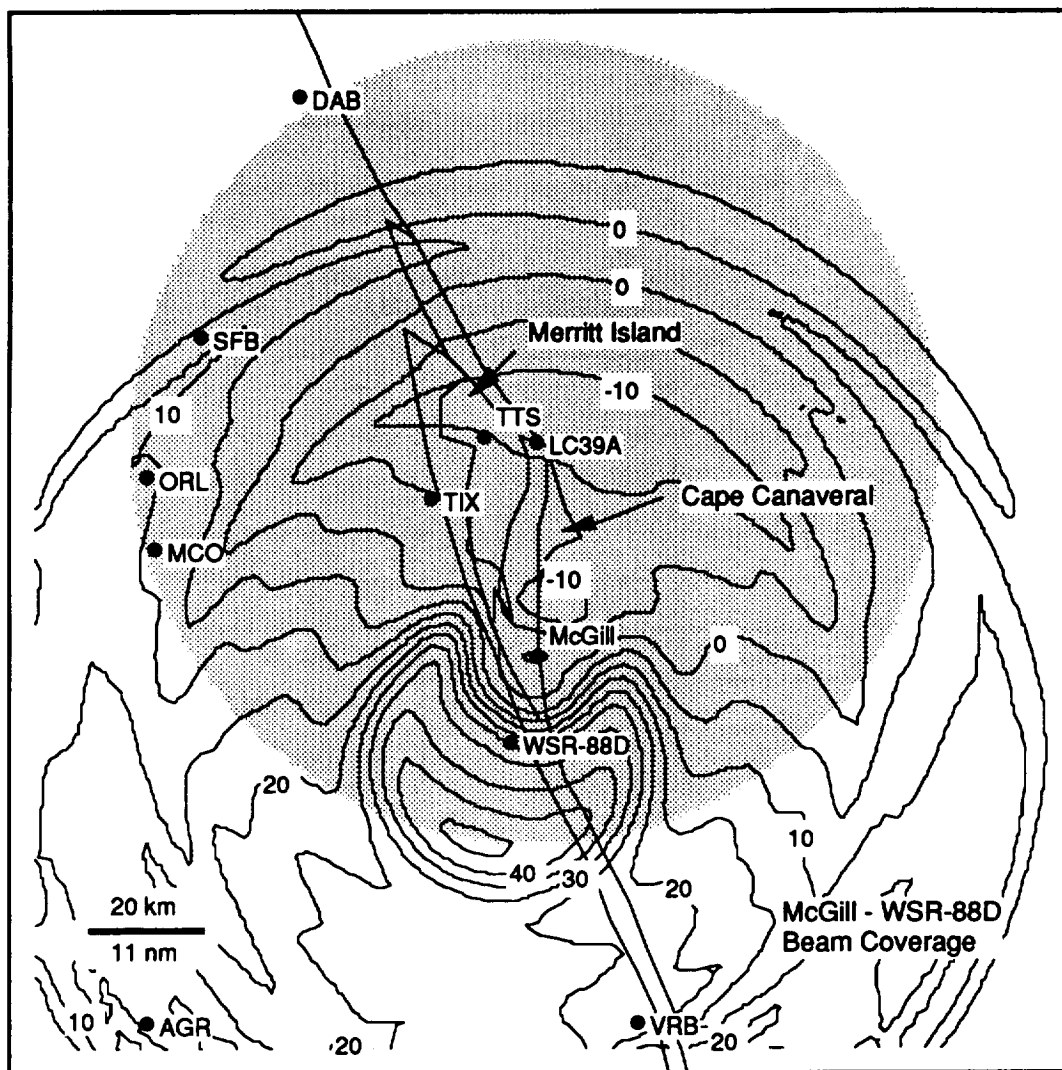 DAB
0
0
SFB
Merritt Island
-10
10
TTS
LC39A
ORL
TIX
Cape Canaveral
MCO
-10
McGill
0
WSR-88D
20
10
40
30
20
20 km
McGill - WSR-88D
11 nm
Beam Coverage
10
AGR
20
VRB
20